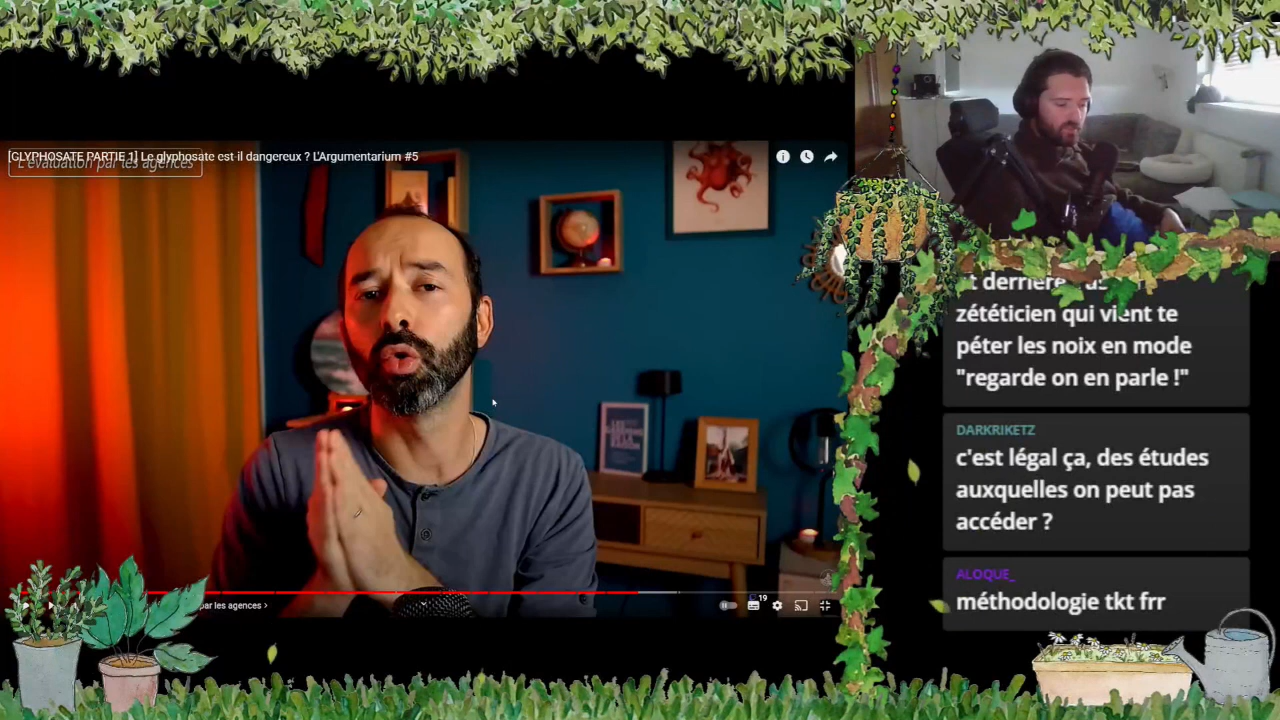 [GLYPHOSATE PARTIE 1] Le glyphosate est-il dangereux ? L'Argumentarium #5
L'évaluation par les agences
par les agences >
19
zététicien qui vient te
péter les noix en mode
"regarde on en parle !"
DARKRIKETZ
c'est légal ça, des études
auxquelles on peut pas
accéder ?
ALOQUE_
méthodologie tkt frr